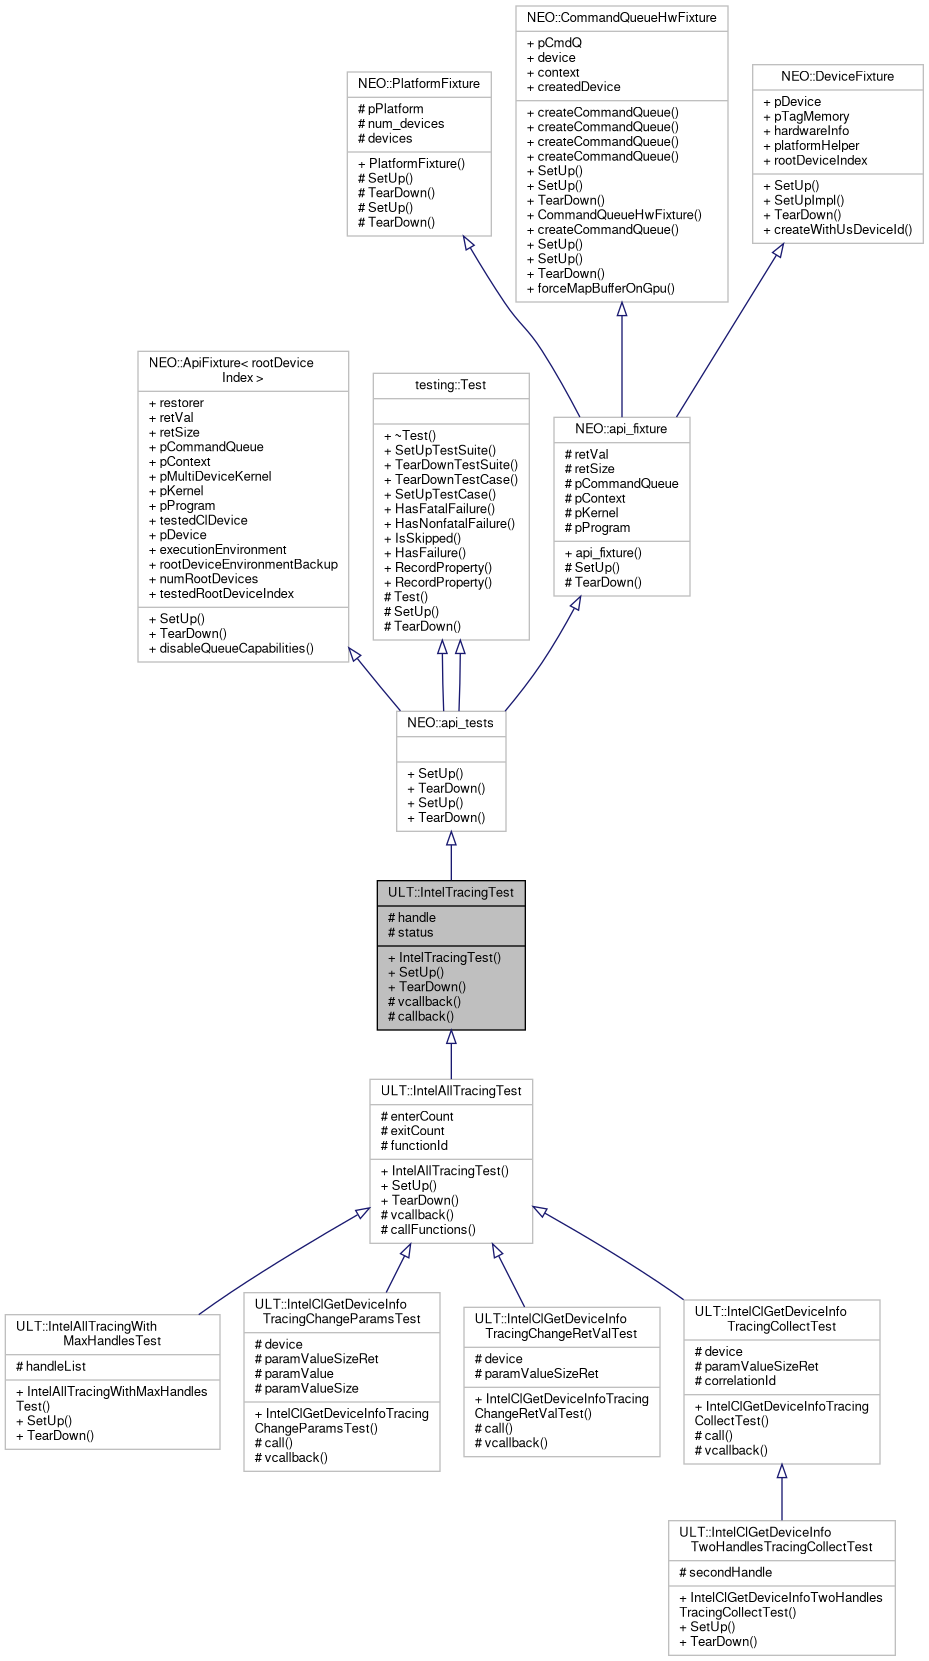 NEO::CommandQueueHwFixture
+ pCmdQ
+ device
+ context
+ createdDevice
+ createCommandQueue()
+ createCommandQueue()
+ createCommandQueue()
+ createCommandQueue()
+ SetUp()
+ SetUp()
+ TearDown()
+ CommandQueueHwFixture()
+ createCommandQueue()
+ SetUp()
+ SetUp()
+ TearDown()
+ forceMapBufferOnGpu()
NEO::PlatformFixture
# pPlatform
# num_devices
# devices
+ PlatformFixture()
# SetUp()
# TearDown()
# SetUp()
# TearDown()
NEO::DeviceFixture
+ pDevice
+ pTagMemory
+ hardwareInfo
+ platformHelper
+ rootDeviceIndex
+ SetUp()
+ SetUpImpl()
+ TearDown()
+ createWithUsDeviceId()
NEO::ApiFixture< rootDevice
Index >
+ restorer
+ retVal
+ retSize
+ pCommandQueue
+ pContext
+ pMultiDeviceKernel
+ pKernel
+ pProgram
+ testedClDevice
+ pDevice
+ executionEnvironment
+ rootDeviceEnvironmentBackup
+ numRootDevices
+ testedRootDeviceIndex
+ SetUp()
+ TearDown()
+ disableQueueCapabilities()
testing::Test
+ ~Test()
+ SetUpTestSuite()
+ TearDownTestSuite()
+ TearDownTestCase()
+ SetUpTestCase()
+ HasFatalFailure()
+ HasNonfatalFailure()
+ IsSkipped()
+ HasFailure()
+ RecordProperty()
+ RecordProperty()
# Test()
# SetUp()
# TearDown()
NEO::api_fixture
# retVal
# retSize
# pCommandQueue
# pContext
# pKernel
# pProgram
+ api_fixture()
# SetUp()
# TearDown()
NEO::api_tests
+ SetUp()
+ TearDown()
+ SetUp()
+ TearDown()
ULT::IntelTracingTest
# handle
# status
+ IntelTracingTest()
+ SetUp()
+ TearDown()
# vcallback()
# callback()
ULT::IntelAllTracingTest
# enterCount
# exitCount
# functionId
+ IntelAllTracingTest()
+ SetUp()
+ TearDown()
# vcallback()
# callFunctions()
ULT::IntelAllTracingWith
MaxHandlesTest
# handleList
+ IntelAllTracingWithMaxHandles
Test()
+ SetUp()
+ TearDown()
ULT::IntelClGetDeviceInfo
TracingChangeParamsTest
# device
# paramValueSizeRet
# paramValue
# paramValueSize
+ IntelClGetDeviceInfoTracing
ChangeParamsTest()
# call()
# vcallback()
ULT::IntelClGetDeviceInfo
TracingChangeRetValTest
# device
# paramValueSizeRet
+ IntelClGetDeviceInfoTracing
ChangeRetValTest()
# call()
# vcallback()
ULT::IntelClGetDeviceInfo
TracingCollectTest
# device
# paramValueSizeRet
# correlationId
+ IntelClGetDeviceInfoTracing
CollectTest()
# call()
# vcallback()
ULT::IntelClGetDeviceInfo
TwoHandlesTracingCollectTest
# secondHandle
+ IntelClGetDeviceInfoTwoHandles
TracingCollectTest()
+ SetUp()
+ TearDown()